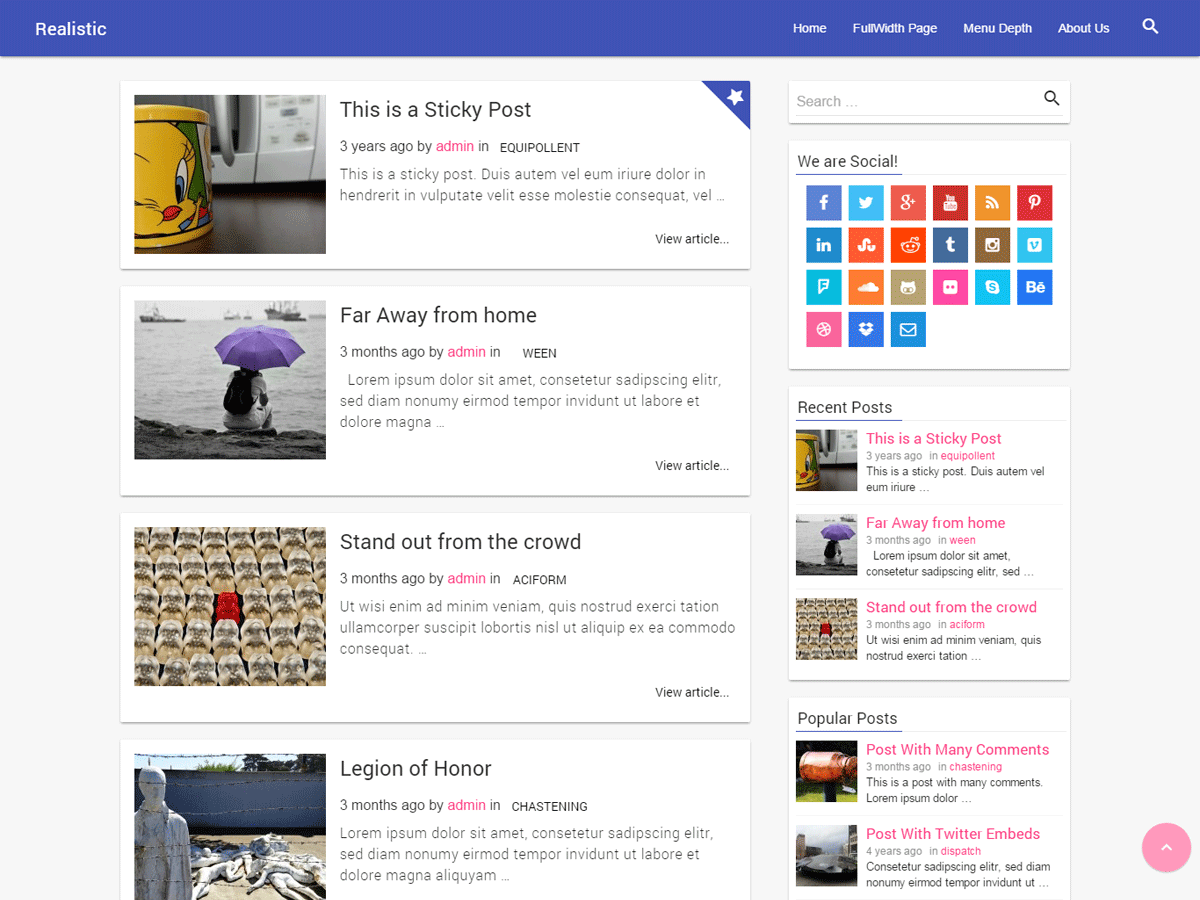 Realistic
Home FullWidth Page Menu Depth About Us
This is a Sticky Post
3 years ago by admin in EQUIPOLLENT
This is a sticky post. Duis autem vel eum iriure dolor in
hendrerit in vulputate velit esse molestie consequat, vel ...
View article...
Far Away from home
3 months ago by admin in WEEN
Lorem ipsum dolor sit amet, consetetur sadipscing elitr,
sed diam nonumy eirmod tempor invidunt ut labore et
dolore magna ...
View article...
Stand out from the crowd
3 months ago by admin in ACIFORM
Ut wisi enim ad minim veniam, quis nostrud exerci tation
ullamcorper suscipit lobortis nisl ut aliquip ex ea commodo
consequat. ...
View article...
Legion of Honor
3 months ago by admin in CHASTENING
Lorem ipsum dolor sit amet, consetetur sadipscing elitr,
sed diam nonumy eirmod tempor invidunt ut labore et
dolore magna aliquyam ...
Search ...
We are Social!
Recent Posts
This is a Sticky Post
3 years ago in equipollent
This is a sticky post. Duis autem vel
eum iriure ...
Far Away from home
3 months ago in ween
Lorem ipsum dolor sit amet,
consetetur sadipscing elitr, sed ...
Stand out from the crowd
3 months ago in aciform
Ut wisi enim ad minim veniam, quis
nostrud exerci tation ...
Popular Posts
Post With Many Comments
3 months ago in chastening
This is a post with many comments.
Lorem ipsum dolor ...
Post With Twitter Embeds
4 years ago in dispatch
Consetetur sadipscing elitr, sed diam
nonumy eirmod tempor invidunt ut ...